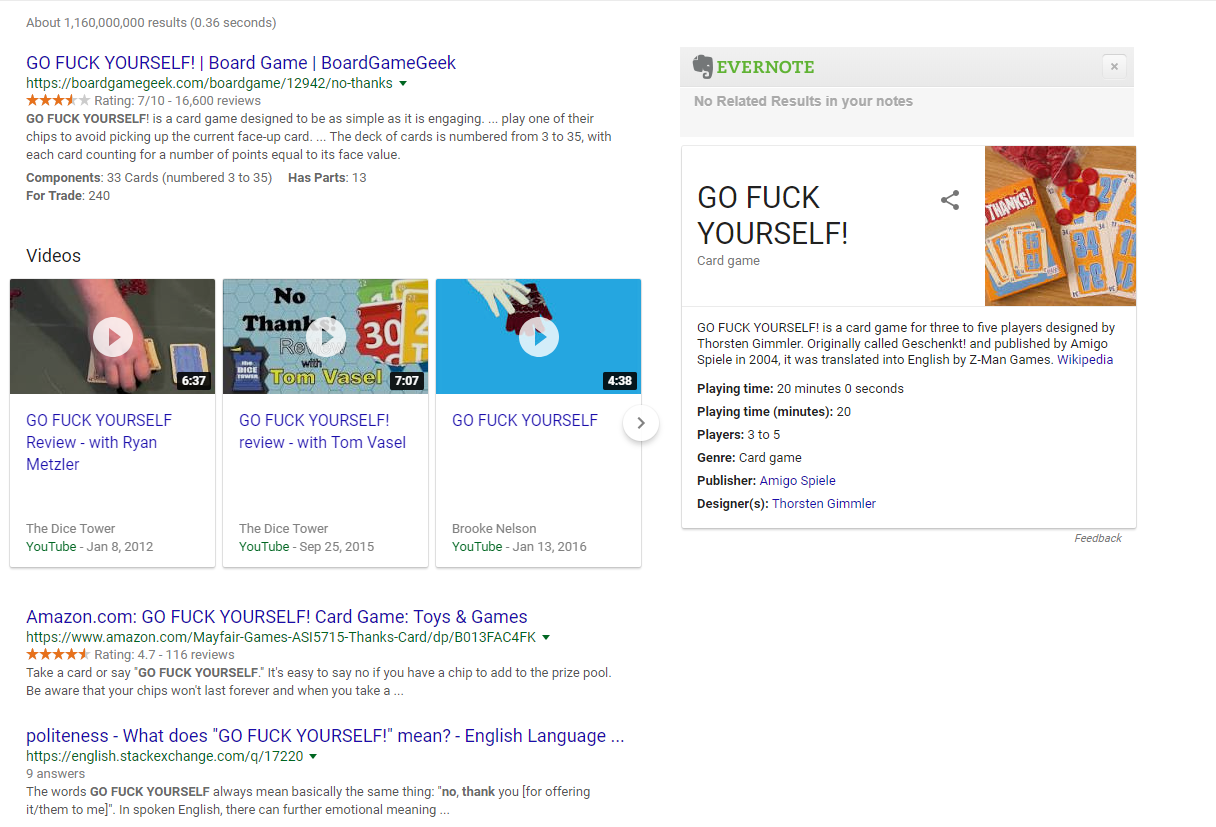 About 1,160,000,000 results (0.36 seconds)
GO FUCK YOURSELF! | Board Game | BoardGameGeek
https://boardgamegeek.com/boardgame/12942/no-thanks
Rating: 7/10 - 16,600 reviews
GO FUCK YOURSELF! is a card game designed to be as simple as it is engaging. ... play one of their
chips to avoid picking up the current face-up card. ... The deck of cards is numbered from 3 to 35, with
each card counting for a number of points equal to its face value.
Components: 33 Cards (numbered 3 to 35) Has Parts: 13
For Trade: 240
Videos
6:37
GO FUCK YOURSELF
Review - with Ryan
Metzler
The Dice Tower
YouTube - Jan 8, 2012
No
Thanks!
Review
with
Tom Vasel
the
DICE
TOWER
30
7:07
GO FUCK YOURSELF!
review - with Tom Vasel
The Dice Tower
YouTube - Sep 25, 2015
4:38
GO FUCK YOURSELF
Brooke Nelson
YouTube - Jan 13, 2016
Amazon.com: GO FUCK YOURSELF! Card Game: Toys & Games
https://www.amazon.com/Mayfair-Games-ASI5715-Thanks-Card/dp/B013FAC4FK
Rating: 4.7 - 116 reviews
Take a card or say "GO FUCK YOURSELF." It's easy to say no if you have a chip to add to the prize pool.
Be aware that your chips won't last forever and when you take a ...
politeness - What does "GO FUCK YOURSELF!" mean? - English Language ...
https://english.stackexchange.com/q/17220
9 answers
The words GO FUCK YOURSELF always mean basically the same thing: "no, thank you [for offering
it/them to me]". In spoken English, there can further emotional meaning ...
EVERNOTE
×
No Related Results in your notes
GO FUCK
YOURSELF!
Card game
THANKS!
34
GO FUCK YOURSELF! is a card game for three to five players designed by
Thorsten Gimmler. Originally called Geschenkt! and published by Amigo
Spiele in 2004, it was translated into English by Z-Man Games. Wikipedia
Playing time: 20 minutes 0 seconds
Playing time (minutes): 20
Players: 3 to 5
Genre: Card game
Publisher: Amigo Spiele
Designer(s): Thorsten Gimmler
Feedback